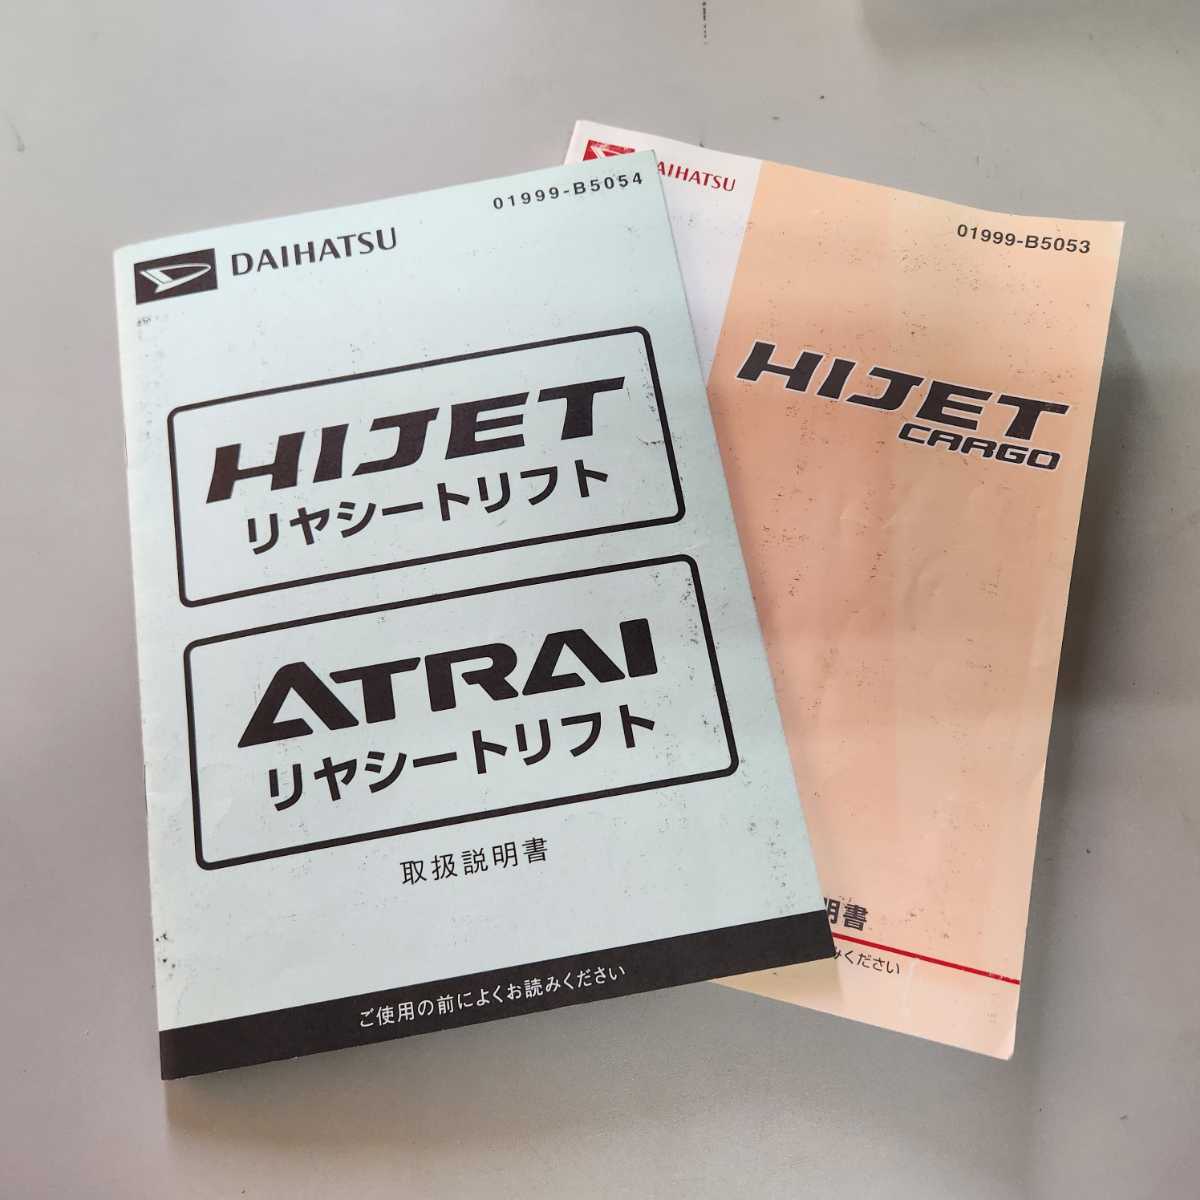 DAIHATSU
01999-B5054
HIJET
リヤシートリフト
ATRAI
リヤシートリフト
取扱説明書
ご使用の前によくお読みください
AIHATSU
01999-B5053
HIJET
CARGO
明書
みください